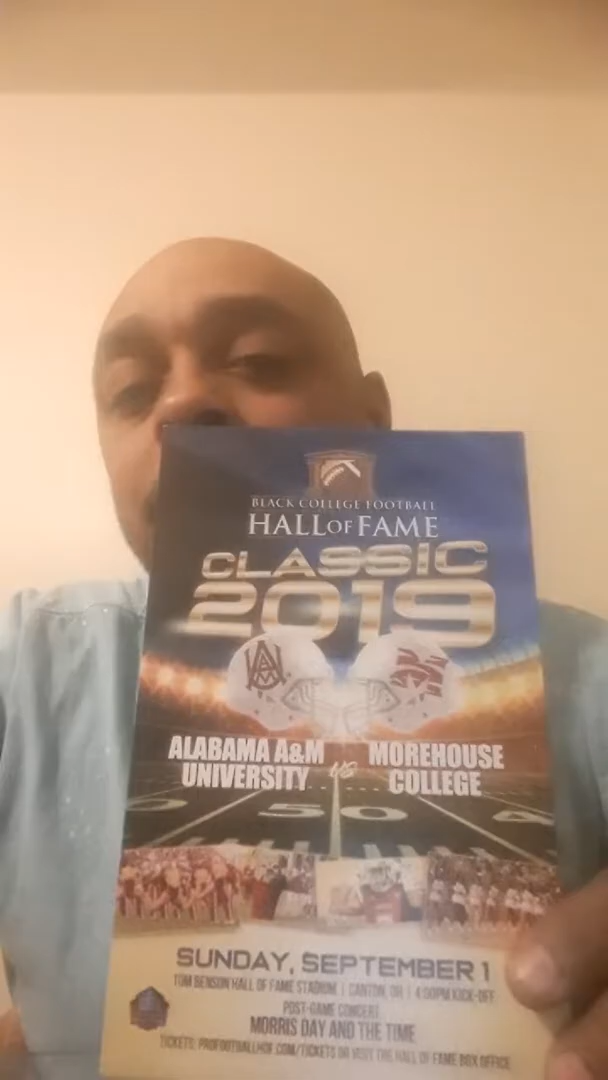 BLACK COLLEGE FOOTBALL
HALL OF FAME
CLASSIC
2019
ALABAMA A&M
UNIVERSITY
VS
MOREHOUSE
COLLEGE
50
SUNDAY, SEPTEMBER 1
TOM BENSON HALL OF FAME STADIUM | CANTON, OH | 4:00PM KICK-OFF
POST-GAME CONCERT
MORRIS DAY AND THE TIME
TICKETS: PROFOOTBALLHOF.COM/TICKETS OR VISIT THE HALL OF FAME BOX OFFICE